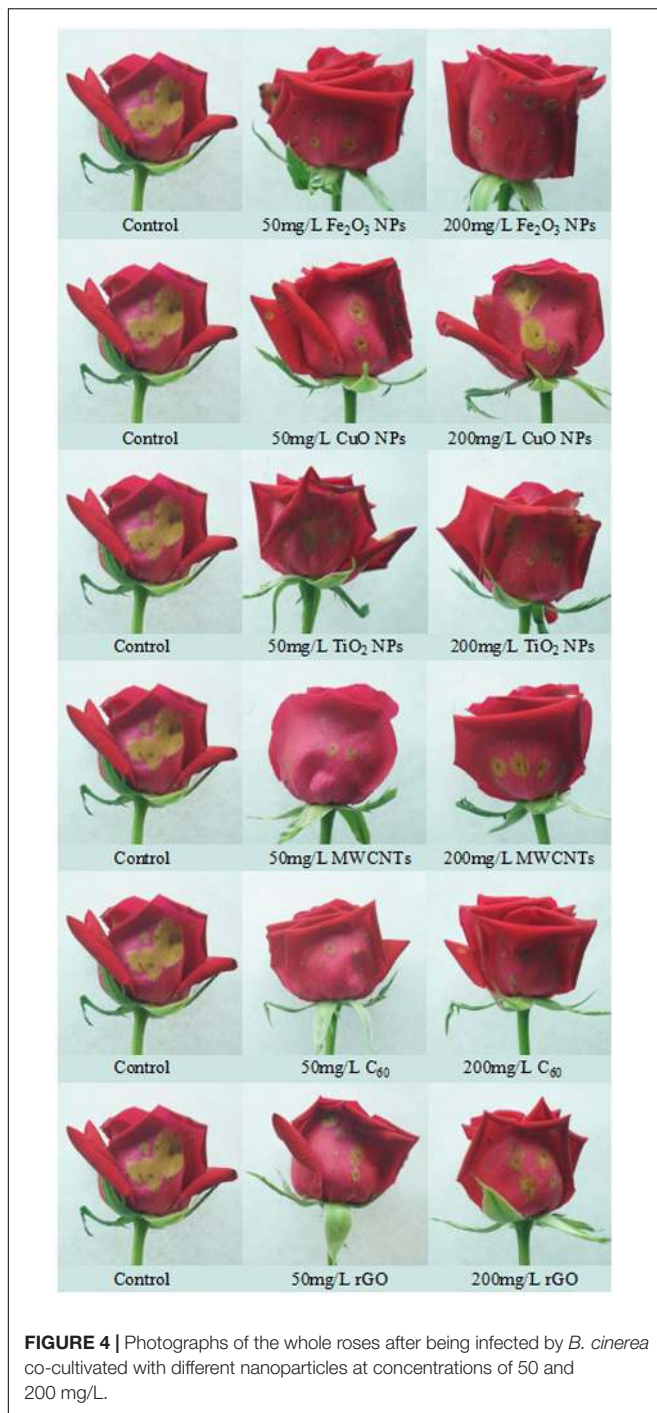 Control 50mg/L Fe₂O₃ NPs 200mg/L Fe₂O₃ NPs
Control 50mg/L CuO NPs 200mg/L CuO NPs
Control 50mg/L TiO₂ NPs 200mg/L TiO₂ NPs
Control 50mg/L MWCNTs 200mg/L MWCNTs
Control 50mg/L C₆₀ 200mg/L C₆₀
Control 50mg/L rGO 200mg/L rGO
FIGURE 4 | Photographs of the whole roses after being infected by B. cinerea
co-cultivated with different nanoparticles at concentrations of 50 and
200 mg/L.